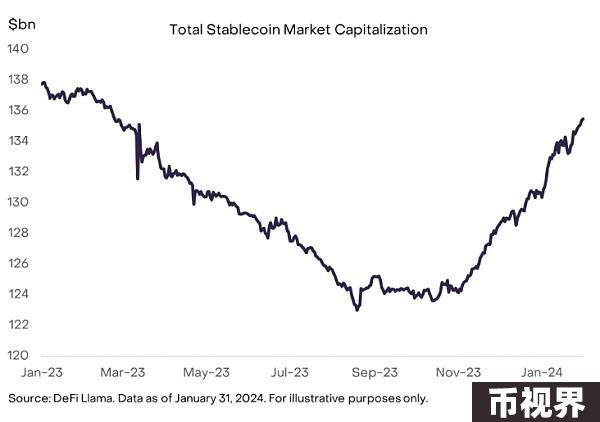 $bn
Total Stablecoin Market Capitalization
140
138
136
134
132
130
128
126
124
122
120
Jan-23 Mar-23 May-23 Jul-23 Sep-23 Nov-23 Jan-24
Source: DeFi Llama. Data as of January 31, 2024. For illustrative purposes only.
币视界